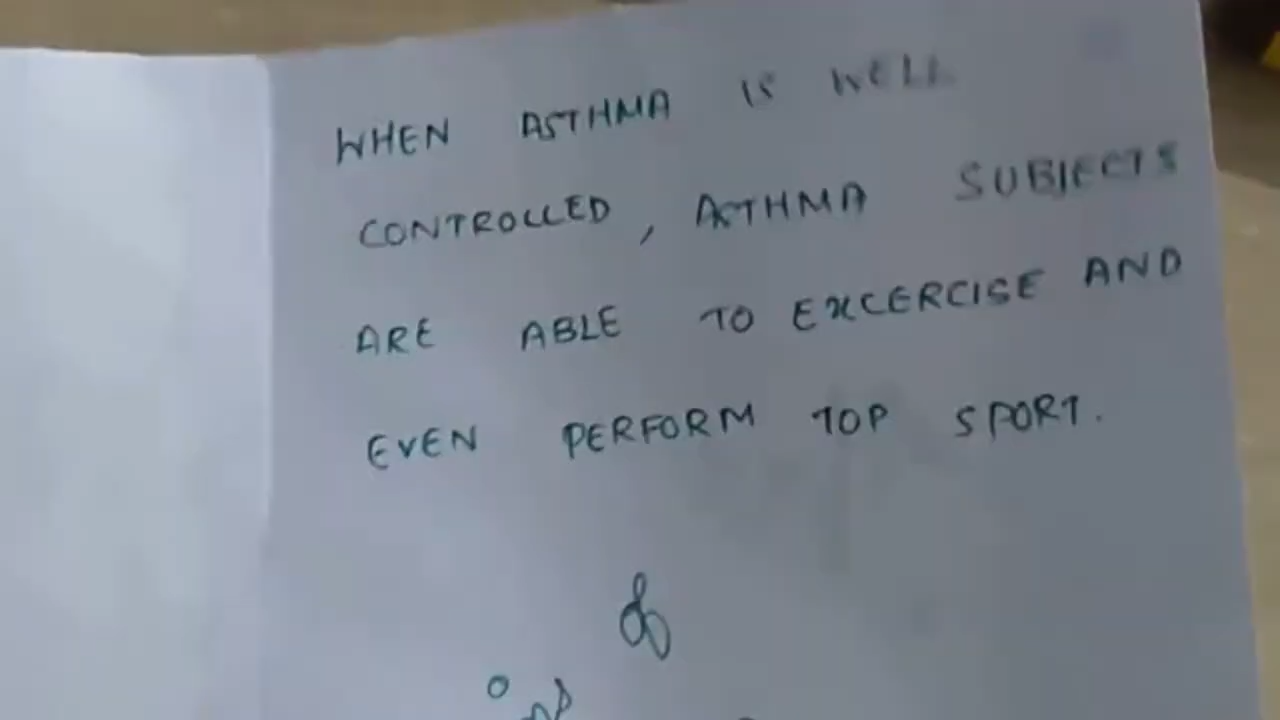 WHEN ASTHMA IS WELL
CONTROLLED, ASTHMA SUBJECTS
ARE ABLE TO EXCERCISE AND
EVEN PERFORM TOP SPORT.